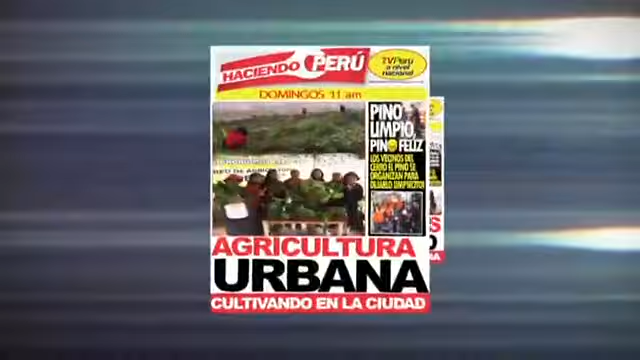 HACIENDO PERÚ
TVPerú
a nivel
nacional
DOMINGOS 11 am
PINO
LIMPIO,
PINO FELÍZ
LOS VECINOS DEL
CERRO EL PINO SE
ORGANIZAN PARA
DEJARLO LIMPIECITO
AGRICULTURA
URBANA
CULTIVANDO EN LA CIUDAD